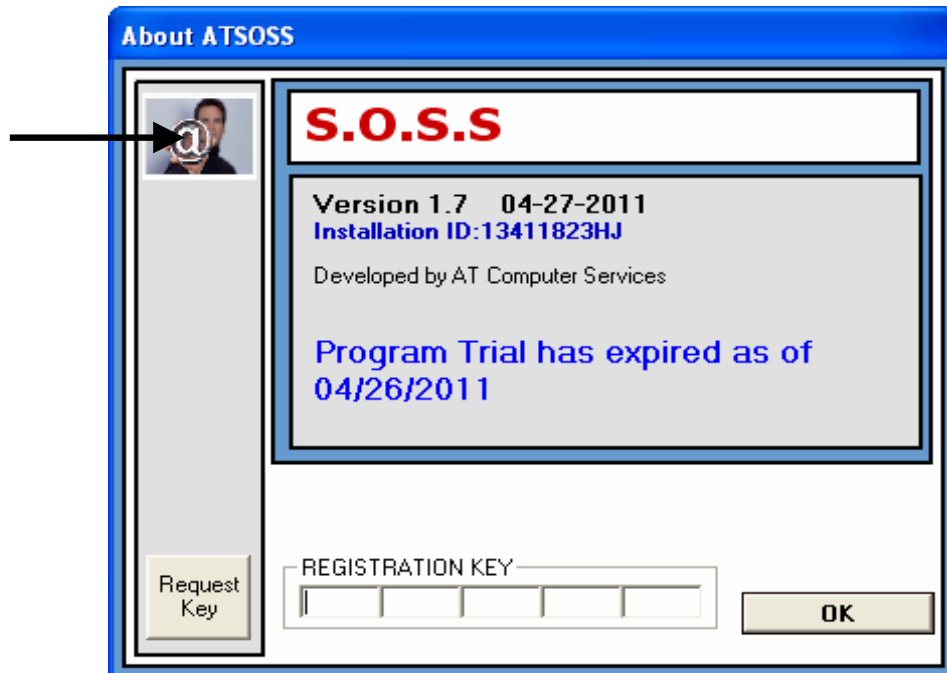 About ATSOSS
@
S.O.S.S
Version 1.7 04-27-2011
Installation ID:13411823HJ
Developed by AT Computer Services
Program Trial has expired as of
04/26/2011
Request
Key
REGISTRATION KEY
OK